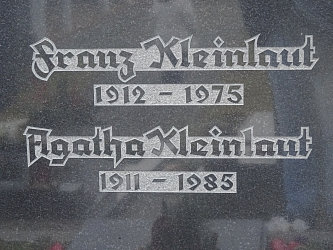 Franz Kleinlaut
1912 - 1975
Agatha Kleinlaut
1911 - 1985